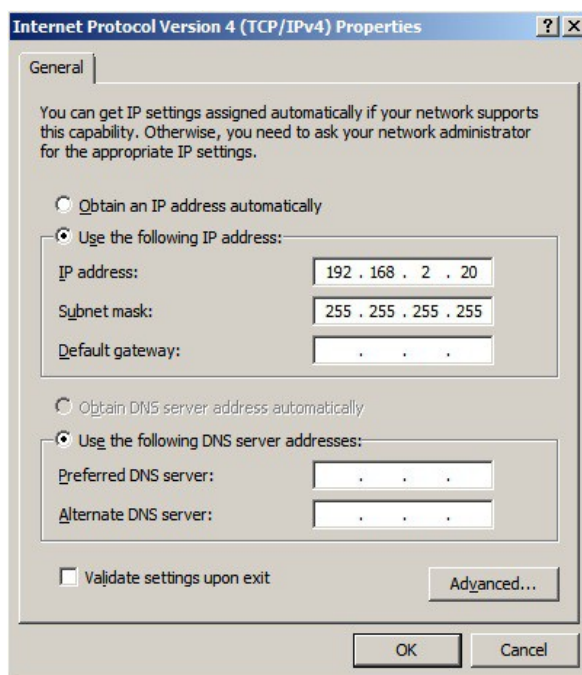 Internet Protocol Version 4 (TCP/IPv4) Properties
General
You can get IP settings assigned automatically if your network supports
this capability. Otherwise, you need to ask your network administrator
for the appropriate IP settings.
Obtain an IP address automatically
Use the following IP address:
IP address: 192 . 168 . 2 . 20
Subnet mask: 255 . 255 . 255 . 255
Default gateway: . . .
Obtain DNS server address automatically
Use the following DNS server addresses:
Preferred DNS server: . . .
Alternate DNS server: . . .
Validate settings upon exit
Advanced...
OK Cancel